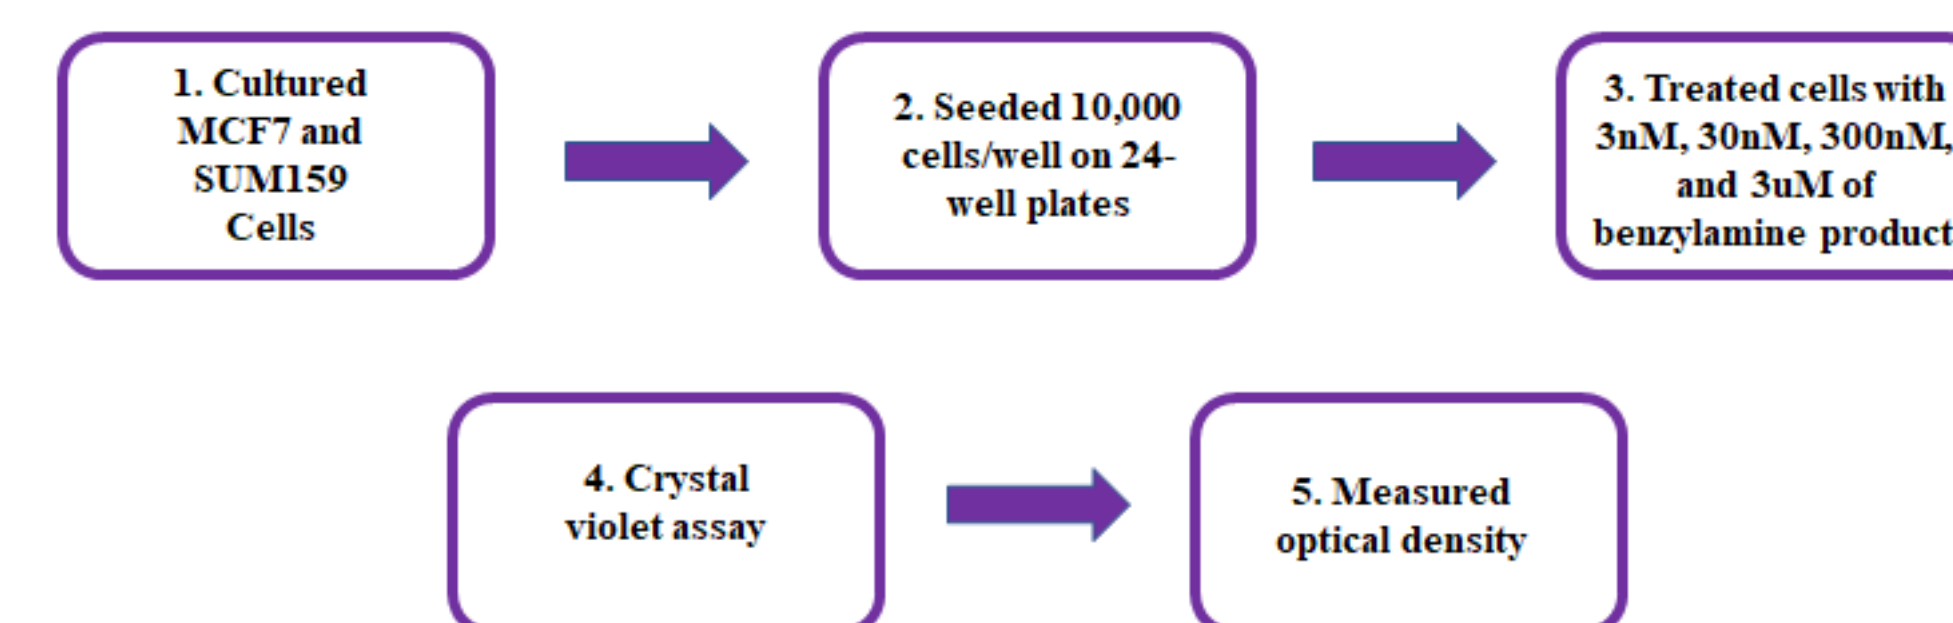 1. Cultured
MCF7 and
SUM159
Cells
2. Seeded 10,000
cells/well on 24-
well plates
3. Treated cells with
3nM, 30nM, 300nM,
and 3uM of
benzylamine product
4. Crystal
violet assay
5. Measured
optical density